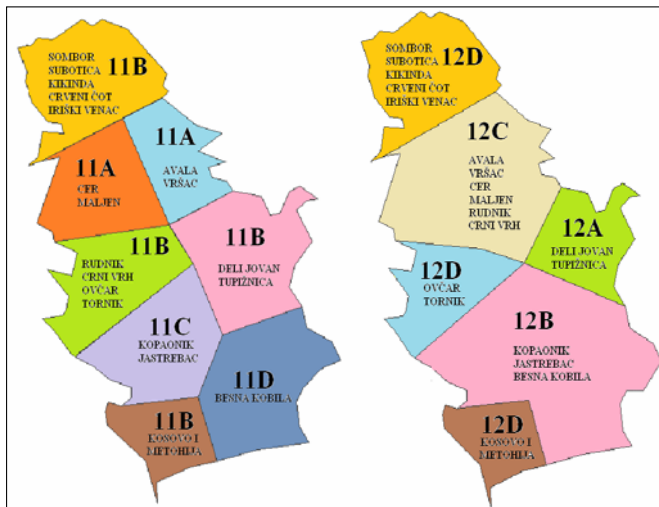 11B
SOMBOR
SUBOTICA
KIKINDA
CRVENI ČOT
IRIŠKI VENAC
11A
AVALA
VRŠAC
11A
CER
MALJEN
11B
RUDNIK
CRNI VRH
OVČAR
TORNIK
11B
DELI JOVAN
TUPIŽNICA
11C
KOPAONIK
JASTREBAC
11D
BESNA KOBILA
11B
KOSOVO I
METOHIJA
12D
SOMBOR
SUBOTICA
KIKINDA
CRVENI ČOT
IRIŠKI VENAC
12C
AVALA
VRŠAC
CER
MALJEN
RUDNIK
CRNI VRH
12A
DELI JOVAN
TUPIŽNICA
12D
OVČAR
TORNIK
12B
KOPAONIK
JASTREBAC
BESNA KOBILA
12D
KOSOVO I
METOHIJA